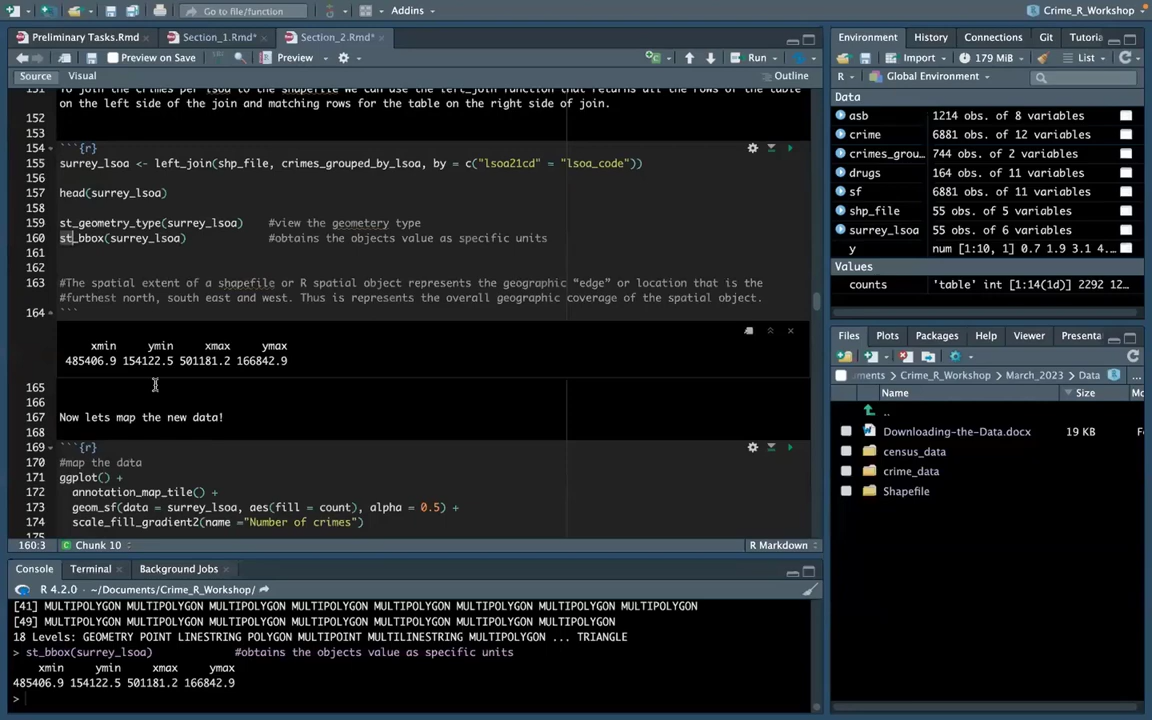 Go to file/function
Addins
Crime_R_Workshop
Preliminary Tasks.Rmd
Section_1.Rmd*
Section_2.Rmd*
Preview on Save
Preview
Run
Source
Visual
Outline
151
To join the crimes per lsoa to the shapefile we can use the left_join function that returns all the rows of the table
on the left side of the join and matching rows for the table on the right side of join.
152
153
154 ```{r}
155 surrey_lsoa <- left_join(shp_file, crimes_grouped_by_lsoa, by = c("lsoa21cd" = "lsoa_code"))
156
157 head(surrey_lsoa)
158
159 st_geometry_type(surrey_lsoa) #view the geometery type
160 st_bbox(surrey_lsoa) #obtains the objects value as specific units
161
162
163 #The spatial extent of a shapefile or R spatial object represents the geographic “edge” or location that is the
#furthest north, south east and west. Thus is represents the overall geographic coverage of the spatial object.
164 ```
xmin ymin xmax ymax
485406.9 154122.5 501181.2 166842.9
165
166
167 Now lets map the new data!
168
169 ```{r}
170 #map the data
171 ggplot() +
172 annotation_map_tile() +
173 geom_sf(data = surrey_lsoa, aes(fill = count), alpha = 0.5) +
174 scale_fill_gradient2(name ="Number of crimes")
175
160:3
Chunk 10
R Markdown
Console
Terminal
Background Jobs
R 4.2.0 · ~/Documents/Crime_R_Workshop/
[41] MULTIPOLYGON MULTIPOLYGON MULTIPOLYGON MULTIPOLYGON MULTIPOLYGON MULTIPOLYGON MULTIPOLYGON MULTIPOLYGON
[49] MULTIPOLYGON MULTIPOLYGON MULTIPOLYGON MULTIPOLYGON MULTIPOLYGON MULTIPOLYGON MULTIPOLYGON
18 Levels: GEOMETRY POINT LINESTRING POLYGON MULTIPOINT MULTILINESTRING MULTIPOLYGON ... TRIANGLE
> st_bbox(surrey_lsoa) #obtains the objects value as specific units
xmin ymin xmax ymax
485406.9 154122.5 501181.2 166842.9
>
Environment
History
Connections
Git
Tutoria
Import
179 MiB
List
R
Global Environment
Data
asb 1214 obs. of 8 variables
crime 6881 obs. of 12 variables
crimes_grou… 744 obs. of 2 variables
drugs 164 obs. of 11 variables
sf 6881 obs. of 11 variables
shp_file 55 obs. of 5 variables
surrey_lsoa 55 obs. of 6 variables
y num [1:10, 1] 0.7 1.9 3.1 4....
Values
counts 'table' int [1:14(1d)] 2292 12…
Files
Plots
Packages
Help
Viewer
Presenta
uments
Crime_R_Workshop
March_2023
Data
...
Name
Size
Mo
..
Downloading-the-Data.docx 19 KB Fe
census_data
crime_data
Shapefile